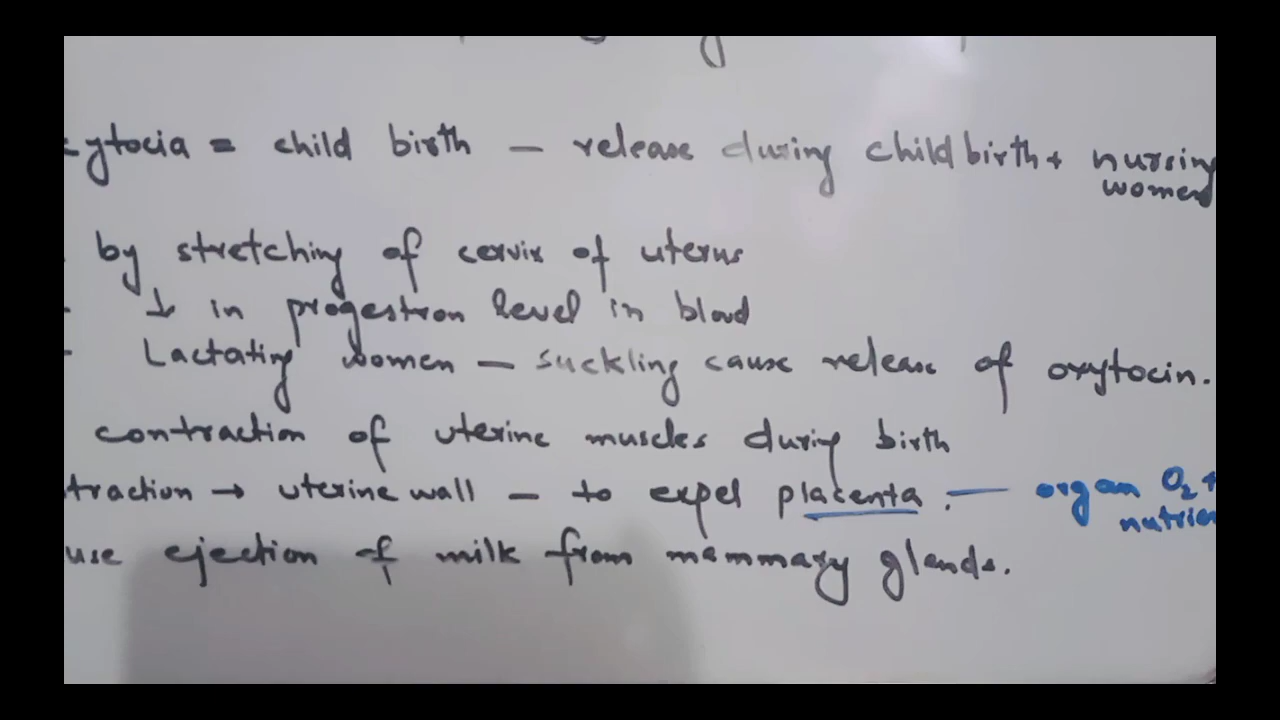 cytocia = child birth - release during childbirth + nursing
women
by stretching of cervix of uterus
↓ in progestron level in blood
- Lactating women - suckling cause release of oxytocin.
contraction of uterine muscles during birth
traction → uterine wall - to expel placenta. - organ O₂ +
nutrien
use ejection of milk from mammary glands.